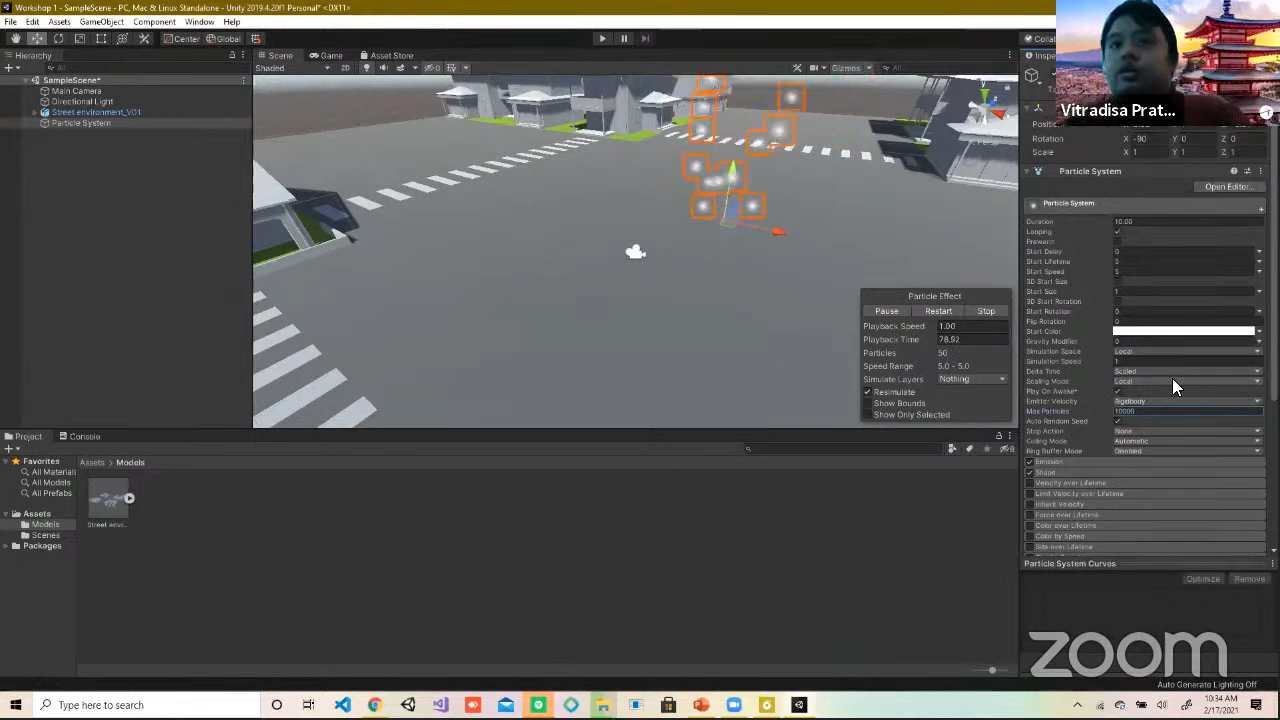 Workshop 1 - SampleScene - PC, Mac & Linux Standalone - Unity 2019.4.20f1 Personal* <DX11>
File Edit Assets GameObject Component Window Help
Center Global
Collab
Hierarchy
All
SampleScene*
Main Camera
Directional Light
Street environment_V01
Particle System
Scene Game Asset Store
Shaded 2D 0 Gizmos All
Persp
Particle Effect
Pause Restart Stop
Playback Speed 1.00
Playback Time 78.92
Particles 50
Speed Range 5.0 - 5.0
Simulate Layers Nothing
Resimulate
Show Bounds
Show Only Selected
Vitradisa Prat...
Rotation X -90 Y 0 Z 0
Scale X 1 Y 1 Z 1
Particle System
Open Editor...
Particle System
Duration 10.00
Looping
Prewarm
Start Delay 0
Start Lifetime 5
Start Speed 5
3D Start Size
Start Size 1
3D Start Rotation
Start Rotation 0
Flip Rotation 0
Start Color
Gravity Modifier 0
Simulation Space Local
Simulation Speed 1
Delta Time Scaled
Scaling Mode Local
Play On Awake*
Emitter Velocity Rigidbody
Max Particles 10000
Auto Random Seed
Stop Action None
Culling Mode Automatic
Ring Buffer Mode Disabled
Emission
Shape
Velocity over Lifetime
Limit Velocity over Lifetime
Inherit Velocity
Force over Lifetime
Color over Lifetime
Color by Speed
Size over Lifetime
Particle System Curves
Optimize Remove
Project Console
8
Favorites
All Materials
All Models
All Prefabs
Assets
Models
Scenes
Packages
Assets > Models
Street envi...
zoom
Auto Generate Lighting Off
Type here to search
10:34 AM
2/17/2021